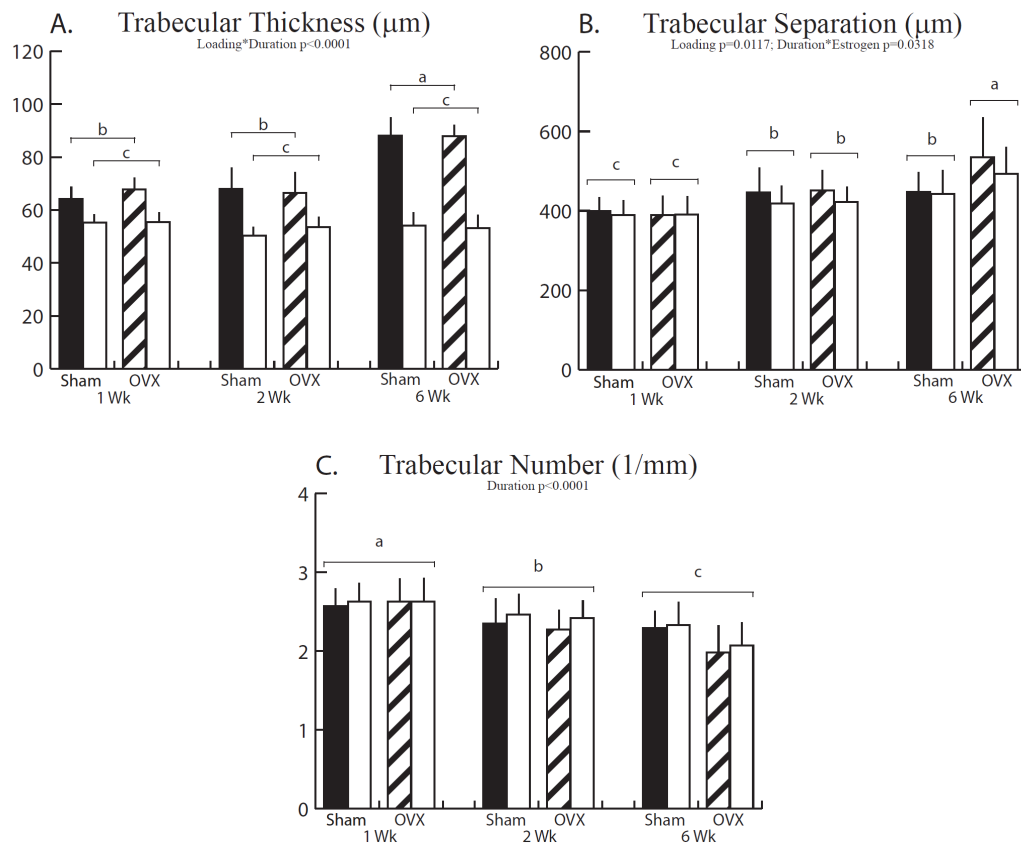 A. Trabecular Thickness (μm)
Loading*Duration p<0.0001
120
100
80
60
40
20
0
b
c
b
c
a
c
Sham OVX Sham OVX Sham OVX
1 Wk 2 Wk 6 Wk
B. Trabecular Separation (μm)
Loading p=0.0117; Duration*Estrogen p=0.0318
800
600
400
200
0
c c b b b a
Sham OVX Sham OVX Sham OVX
1 Wk 2 Wk 6 Wk
C. Trabecular Number (1/mm)
Duration p<0.0001
4
3
2
1
0
a b c
Sham OVX Sham OVX Sham OVX
1 Wk 2 Wk 6 Wk